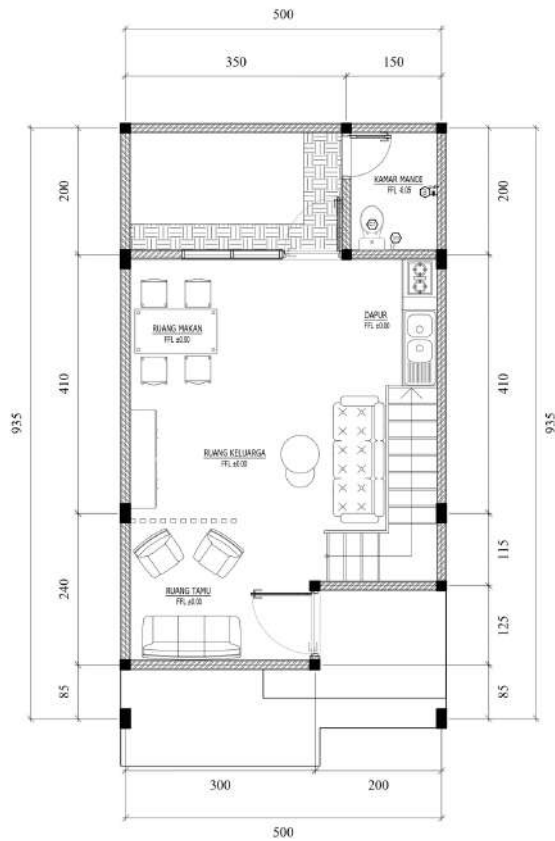 500
350
150
200
200
KAMAR MANDI
FFL -0.05
RUANG MAKAN
FFL ±0.00
DAPUR
FFL ±0.00
410
410
935
935
RUANG KELUARGA
FFL ±0.00
240
115
RUANG TAMU
FFL ±0.00
125
85
85
300
200
500